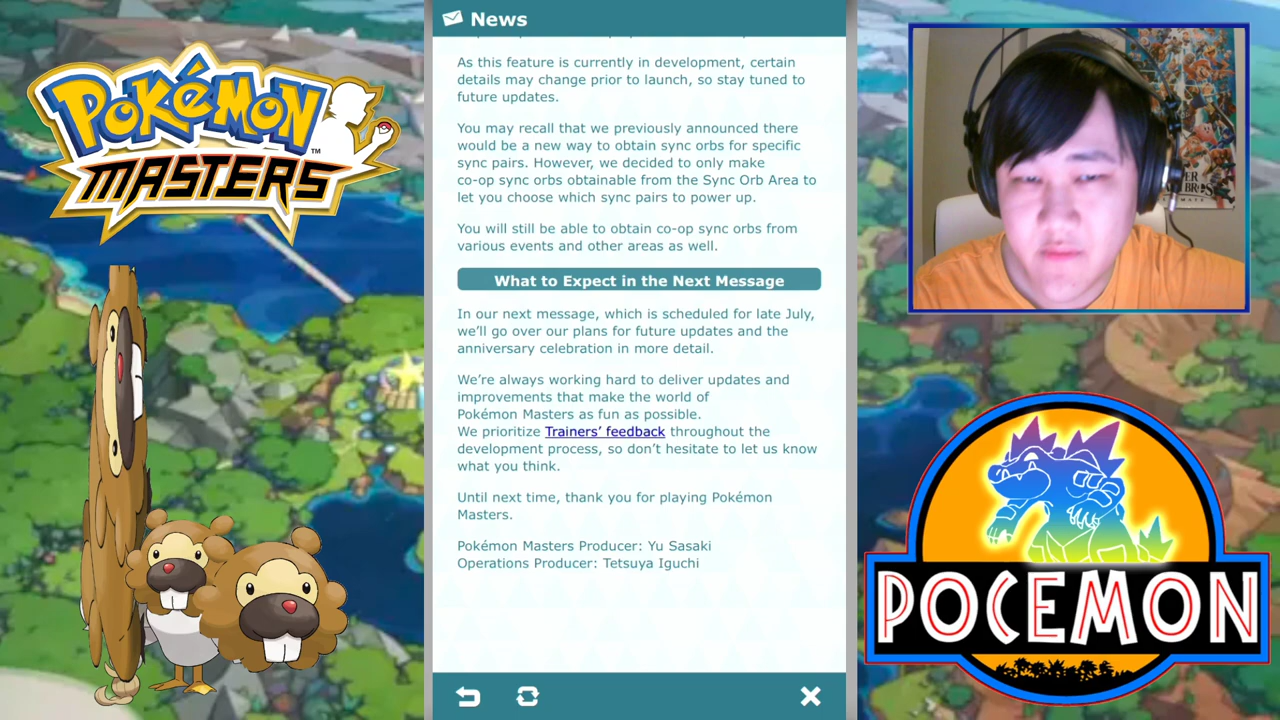 News
As this feature is currently in development, certain
details may change prior to launch, so stay tuned to
future updates.
You may recall that we previously announced there
would be a new way to obtain sync orbs for specific
sync pairs. However, we decided to only make
co-op sync orbs obtainable from the Sync Orb Area to
let you choose which sync pairs to power up.
You will still be able to obtain co-op sync orbs from
various events and other areas as well.
What to Expect in the Next Message
In our next message, which is scheduled for late July,
we'll go over our plans for future updates and the
anniversary celebration in more detail.
We're always working hard to deliver updates and
improvements that make the world of
Pokémon Masters as fun as possible.
We prioritize Trainers' feedback throughout the
development process, so don't hesitate to let us know
what you think.
Until next time, thank you for playing Pokémon
Masters.
Pokémon Masters Producer: Yu Sasaki
Operations Producer: Tetsuya Iguchi
POKéMON
TM
MASTERS
POCEMON